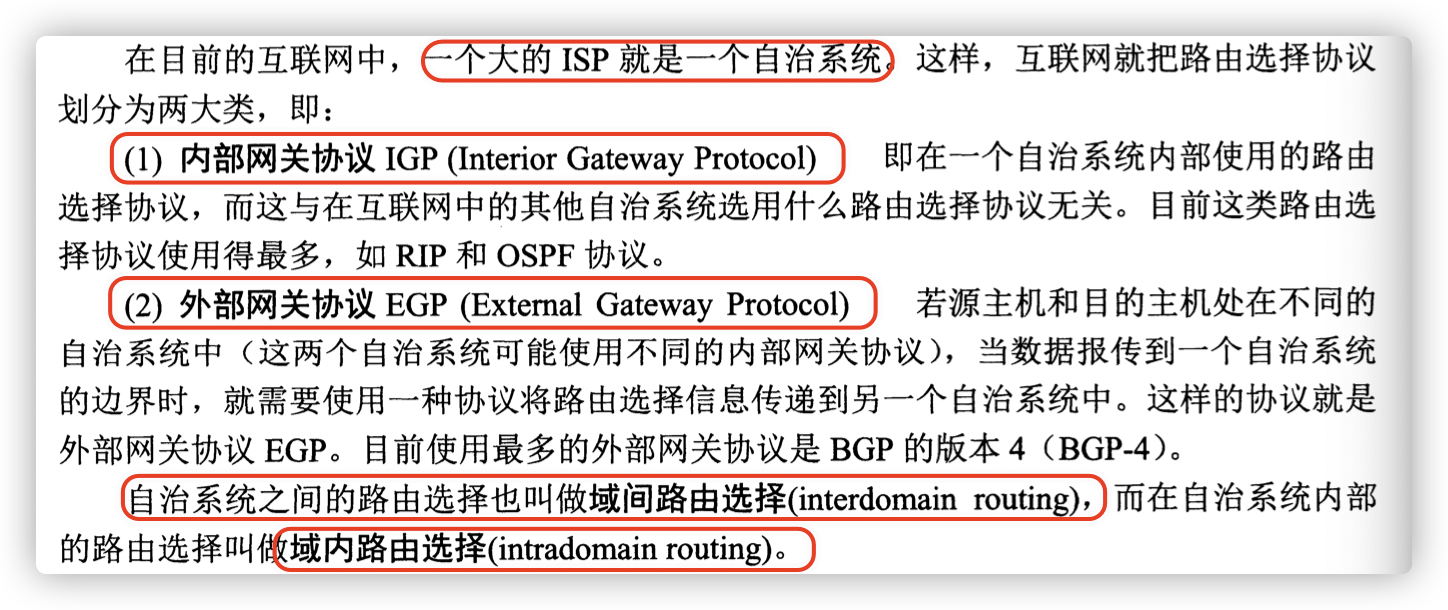 在目前的互联网中，一个大的 ISP 就是一个自治系统。这样，互联网就把路由选择协议
划分为两大类，即：
(1) 内部网关协议 IGP (Interior Gateway Protocol) 即在一个自治系统内部使用的路由
选择协议，而这与在互联网中的其他自治系统选用什么路由选择协议无关。目前这类路由选
择协议使用得最多，如 RIP 和 OSPF 协议。
(2) 外部网关协议 EGP (External Gateway Protocol) 若源主机和目的主机处在不同的
自治系统中（这两个自治系统可能使用不同的内部网关协议），当数据报传到一个自治系统
的边界时，就需要使用一种协议将路由选择信息传递到另一个自治系统中。这样的协议就是
外部网关协议 EGP。目前使用最多的外部网关协议是 BGP 的版本 4（BGP-4）。
自治系统之间的路由选择也叫做域间路由选择(interdomain routing)，而在自治系统内部
的路由选择叫做域内路由选择(intradomain routing)。